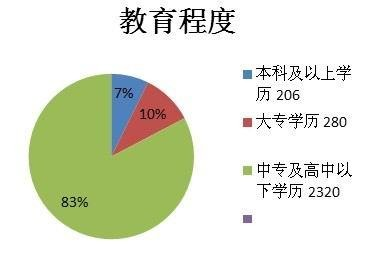 教育程度
7%
10%
83%
本科及以上学
历 206
大专学历 280
中专及高中以
下学历 2320